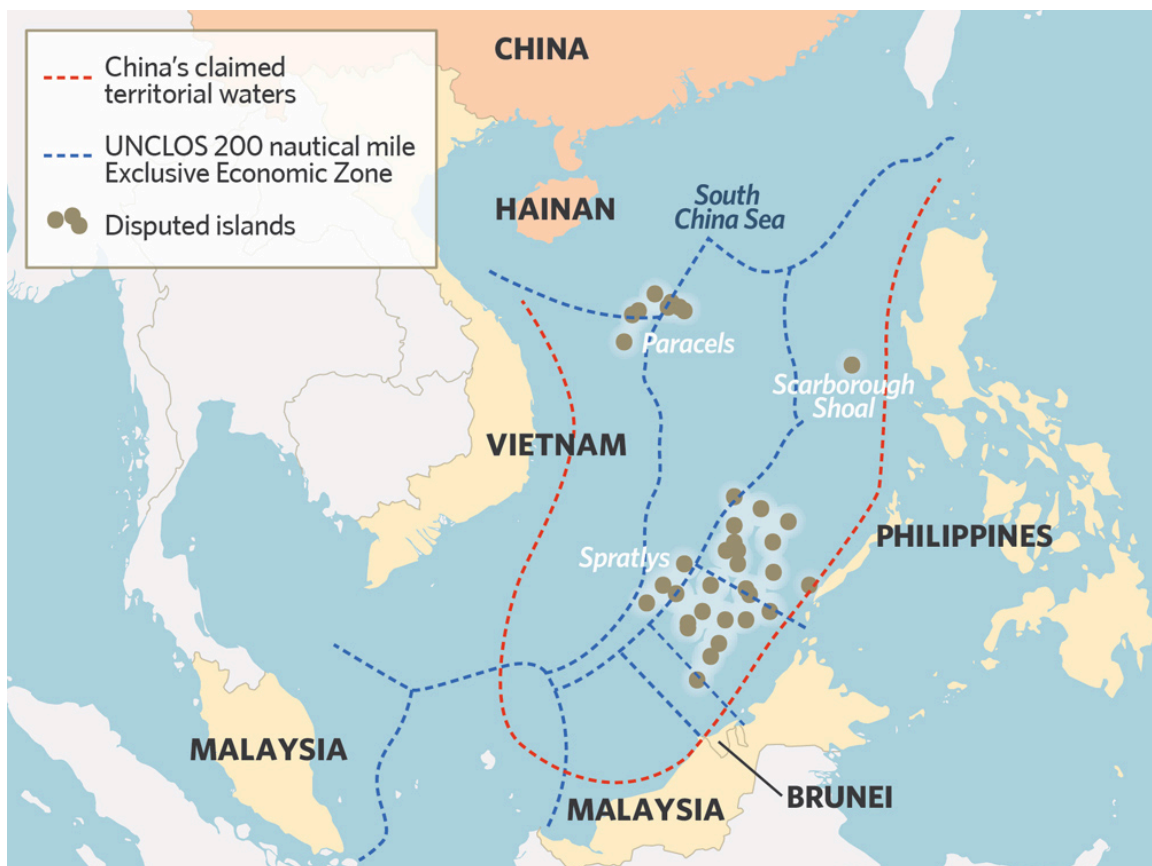 China's claimed
territorial waters
UNCLOS 200 nautical mile
Exclusive Economic Zone
Disputed islands
CHINA
HAINAN
South
China Sea
Paracels
Scarborough
Shoal
VIETNAM
Spratlys
PHILIPPINES
MALAYSIA
MALAYSIA
BRUNEI